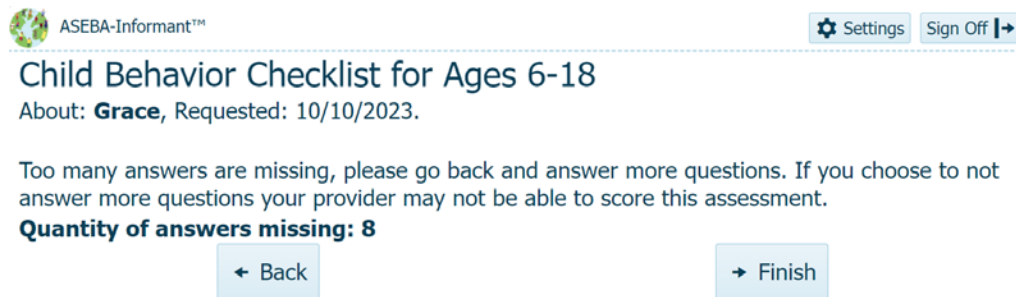 ASEBA-Informant™
Settings
Sign Off
Child Behavior Checklist for Ages 6-18
About: Grace, Requested: 10/10/2023.
Too many answers are missing, please go back and answer more questions. If you choose to not
answer more questions your provider may not be able to score this assessment.
Quantity of answers missing: 8
Back
Finish